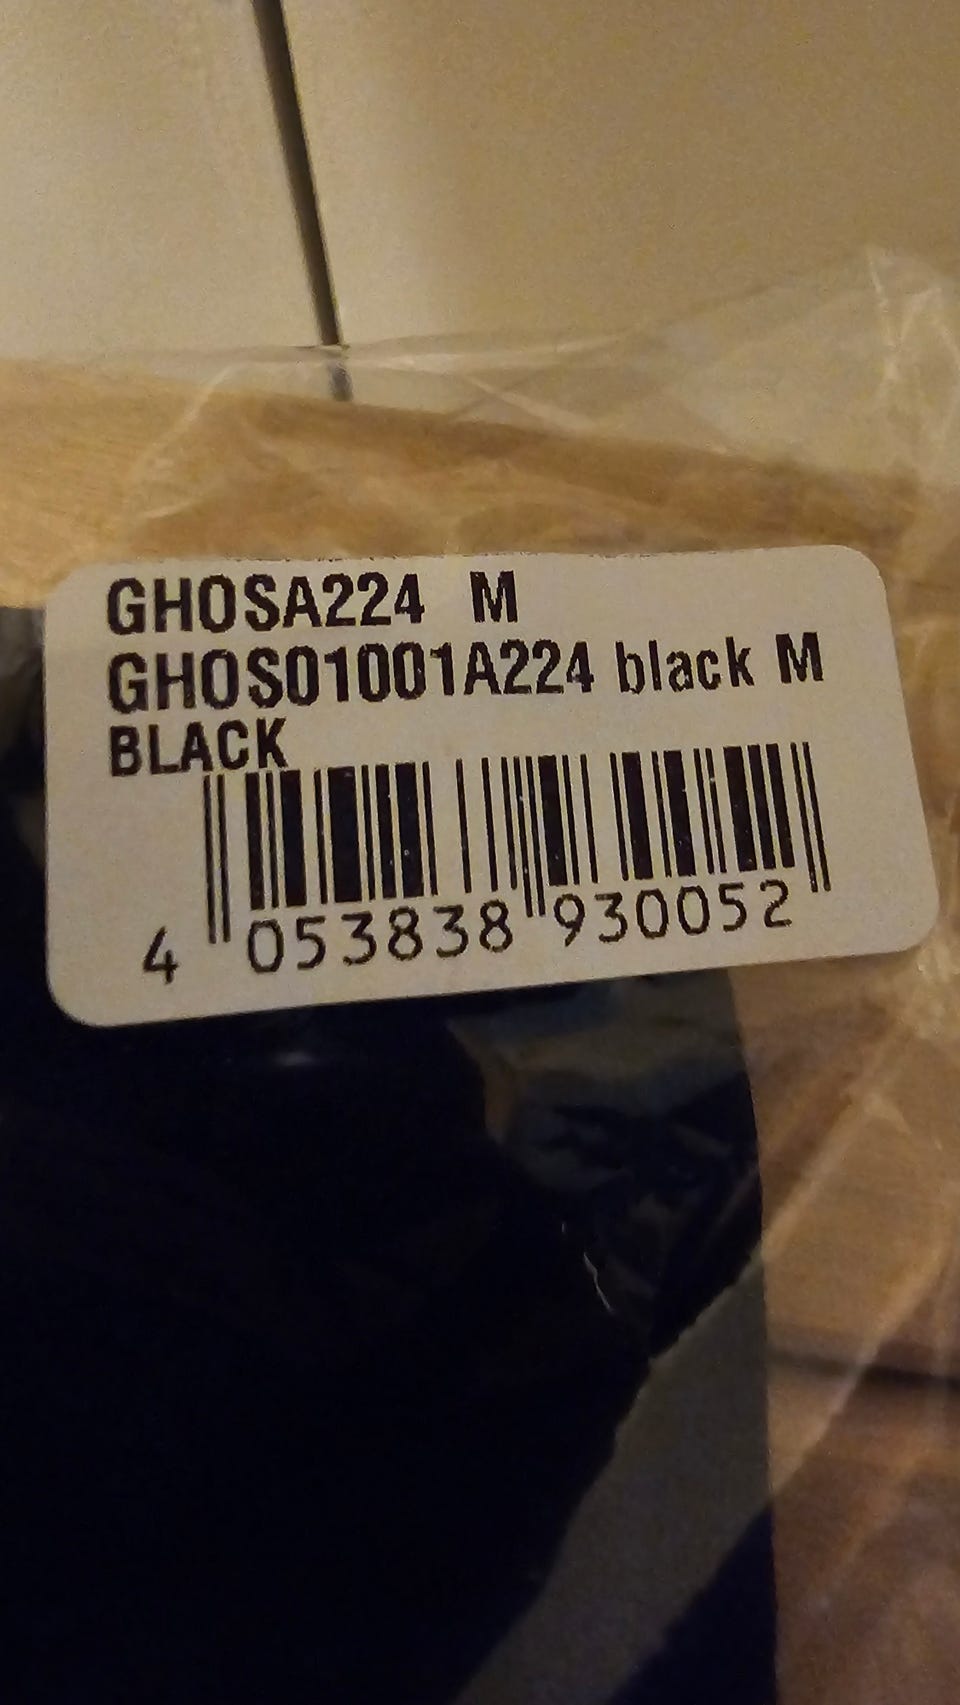 GHOSA224 M
GHOS01001A224 black M
BLACK
4 053838 930052